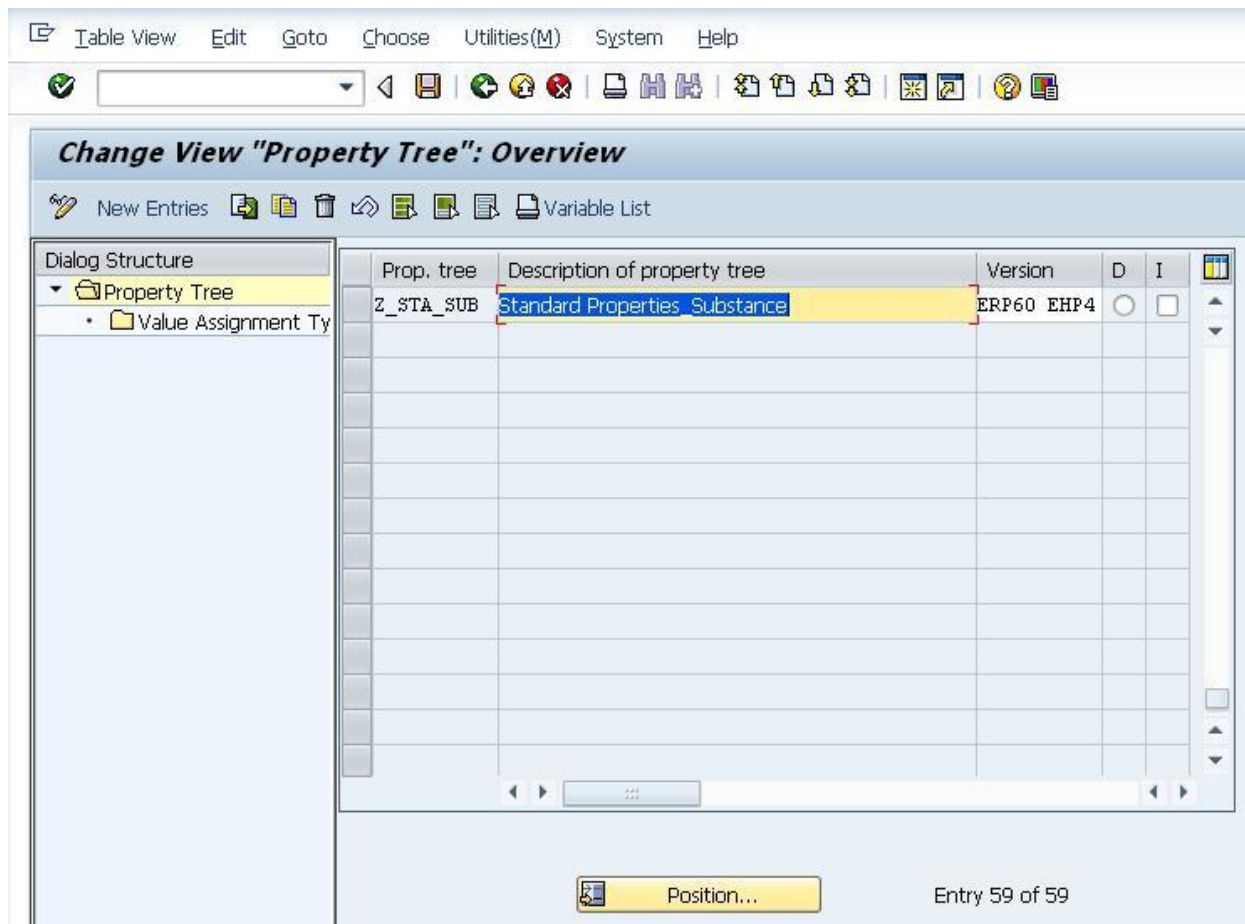 Table View Edit Goto Choose Utilities(M) System Help
Change View "Property Tree": Overview
New Entries Variable List
Dialog Structure
Property Tree
Value Assignment Ty
Prop. tree Description of property tree Version D I
Z_STA_SUB Standard Properties_Substance ERP60 EHP4
Position... Entry 59 of 59